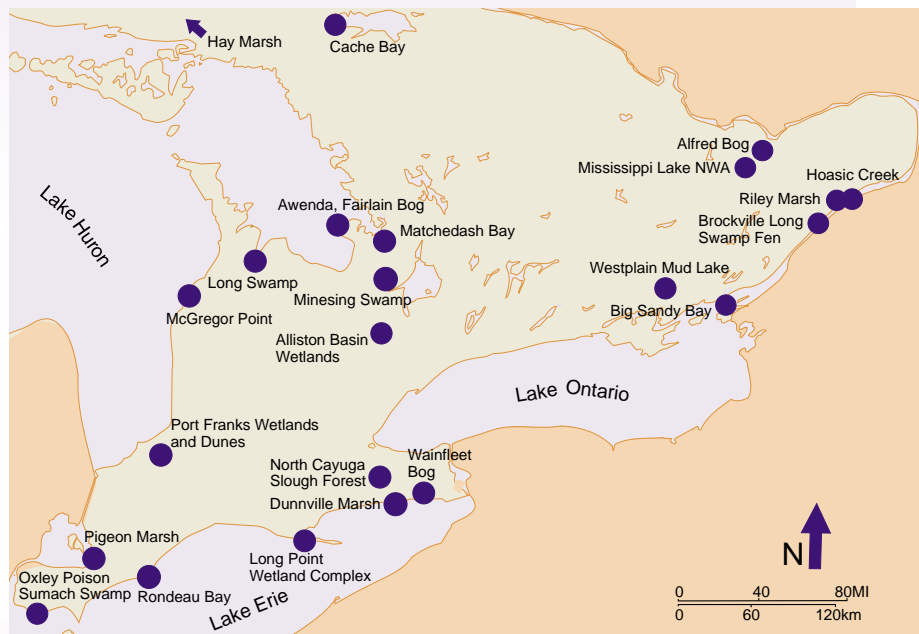 Hay Marsh
Cache Bay
Alfred Bog
Mississippi Lake NWA
Hoasic Creek
Riley Marsh
Brockville Long
Swamp Fen
Lake Huron
Awenda, Fairlain Bog
Matchedash Bay
Long Swamp
Minesing Swamp
McGregor Point
Westplain Mud Lake
Big Sandy Bay
Alliston Basin
Wetlands
Lake Ontario
Port Franks Wetlands
and Dunes
North Cayuga
Slough Forest
Wainfleet
Bog
Dunnville Marsh
Pigeon Marsh
Long Point
Wetland Complex
Oxley Poison
Sumach Swamp
Rondeau Bay
Lake Erie
N
0 40 80MI
0 60 120km